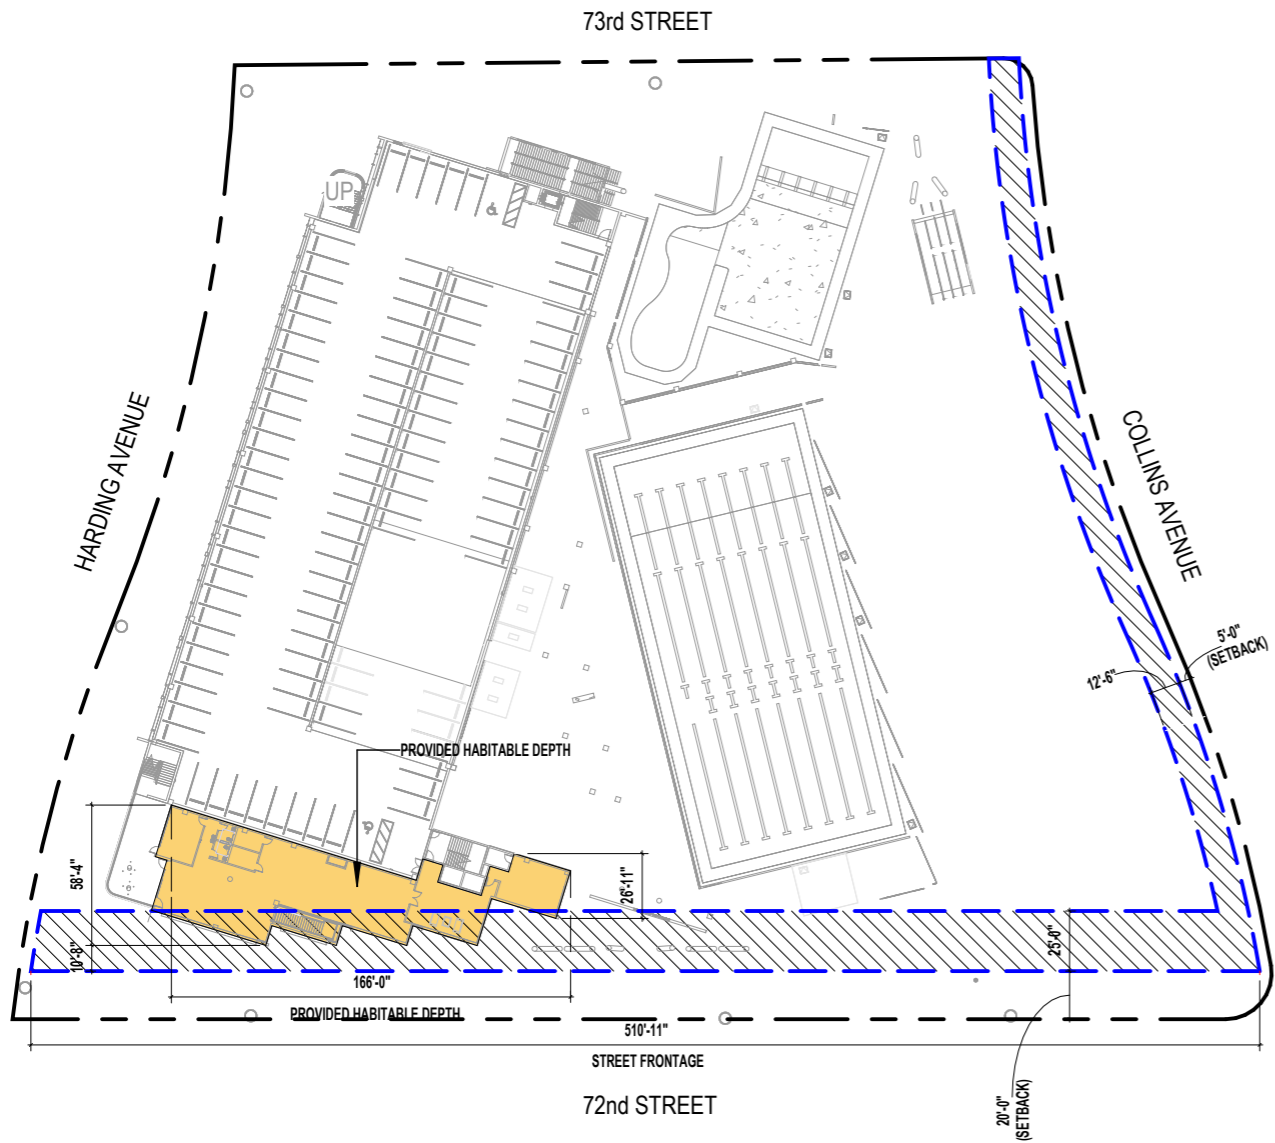 73rd STREET
UP
HARDING AVENUE
COLLINS AVENUE
5'-0"
(SETBACK)
12'-6"
PROVIDED HABITABLE DEPTH
58'-4"
26'-11"
10'-8"
25'-0"
166'-0"
PROVIDED HABITABLE DEPTH
510'-11"
STREET FRONTAGE
20'-0"
(SETBACK)
72nd STREET